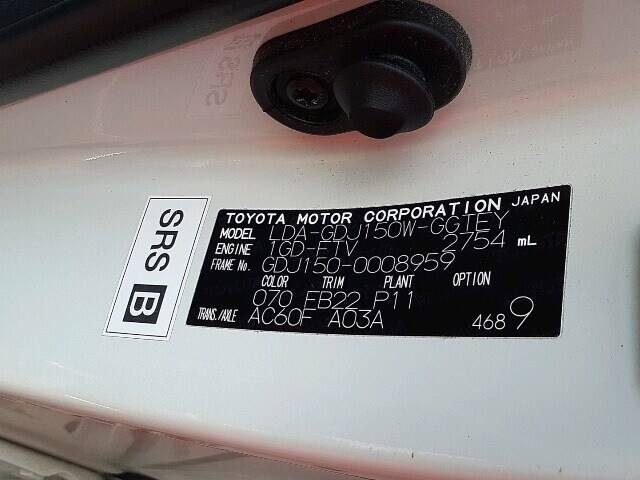 SRS B
TOYOTA MOTOR CORPORATION JAPAN
MODEL LDA-GDJ150W-GGTEY
ENGINE 1GD-FTV 2754 mL
FRAME No. GDJ150-0008959
COLOR TRIM PLANT OPTION
070 EB22 P11
TRANS./AXLE AC60F A03A 4689